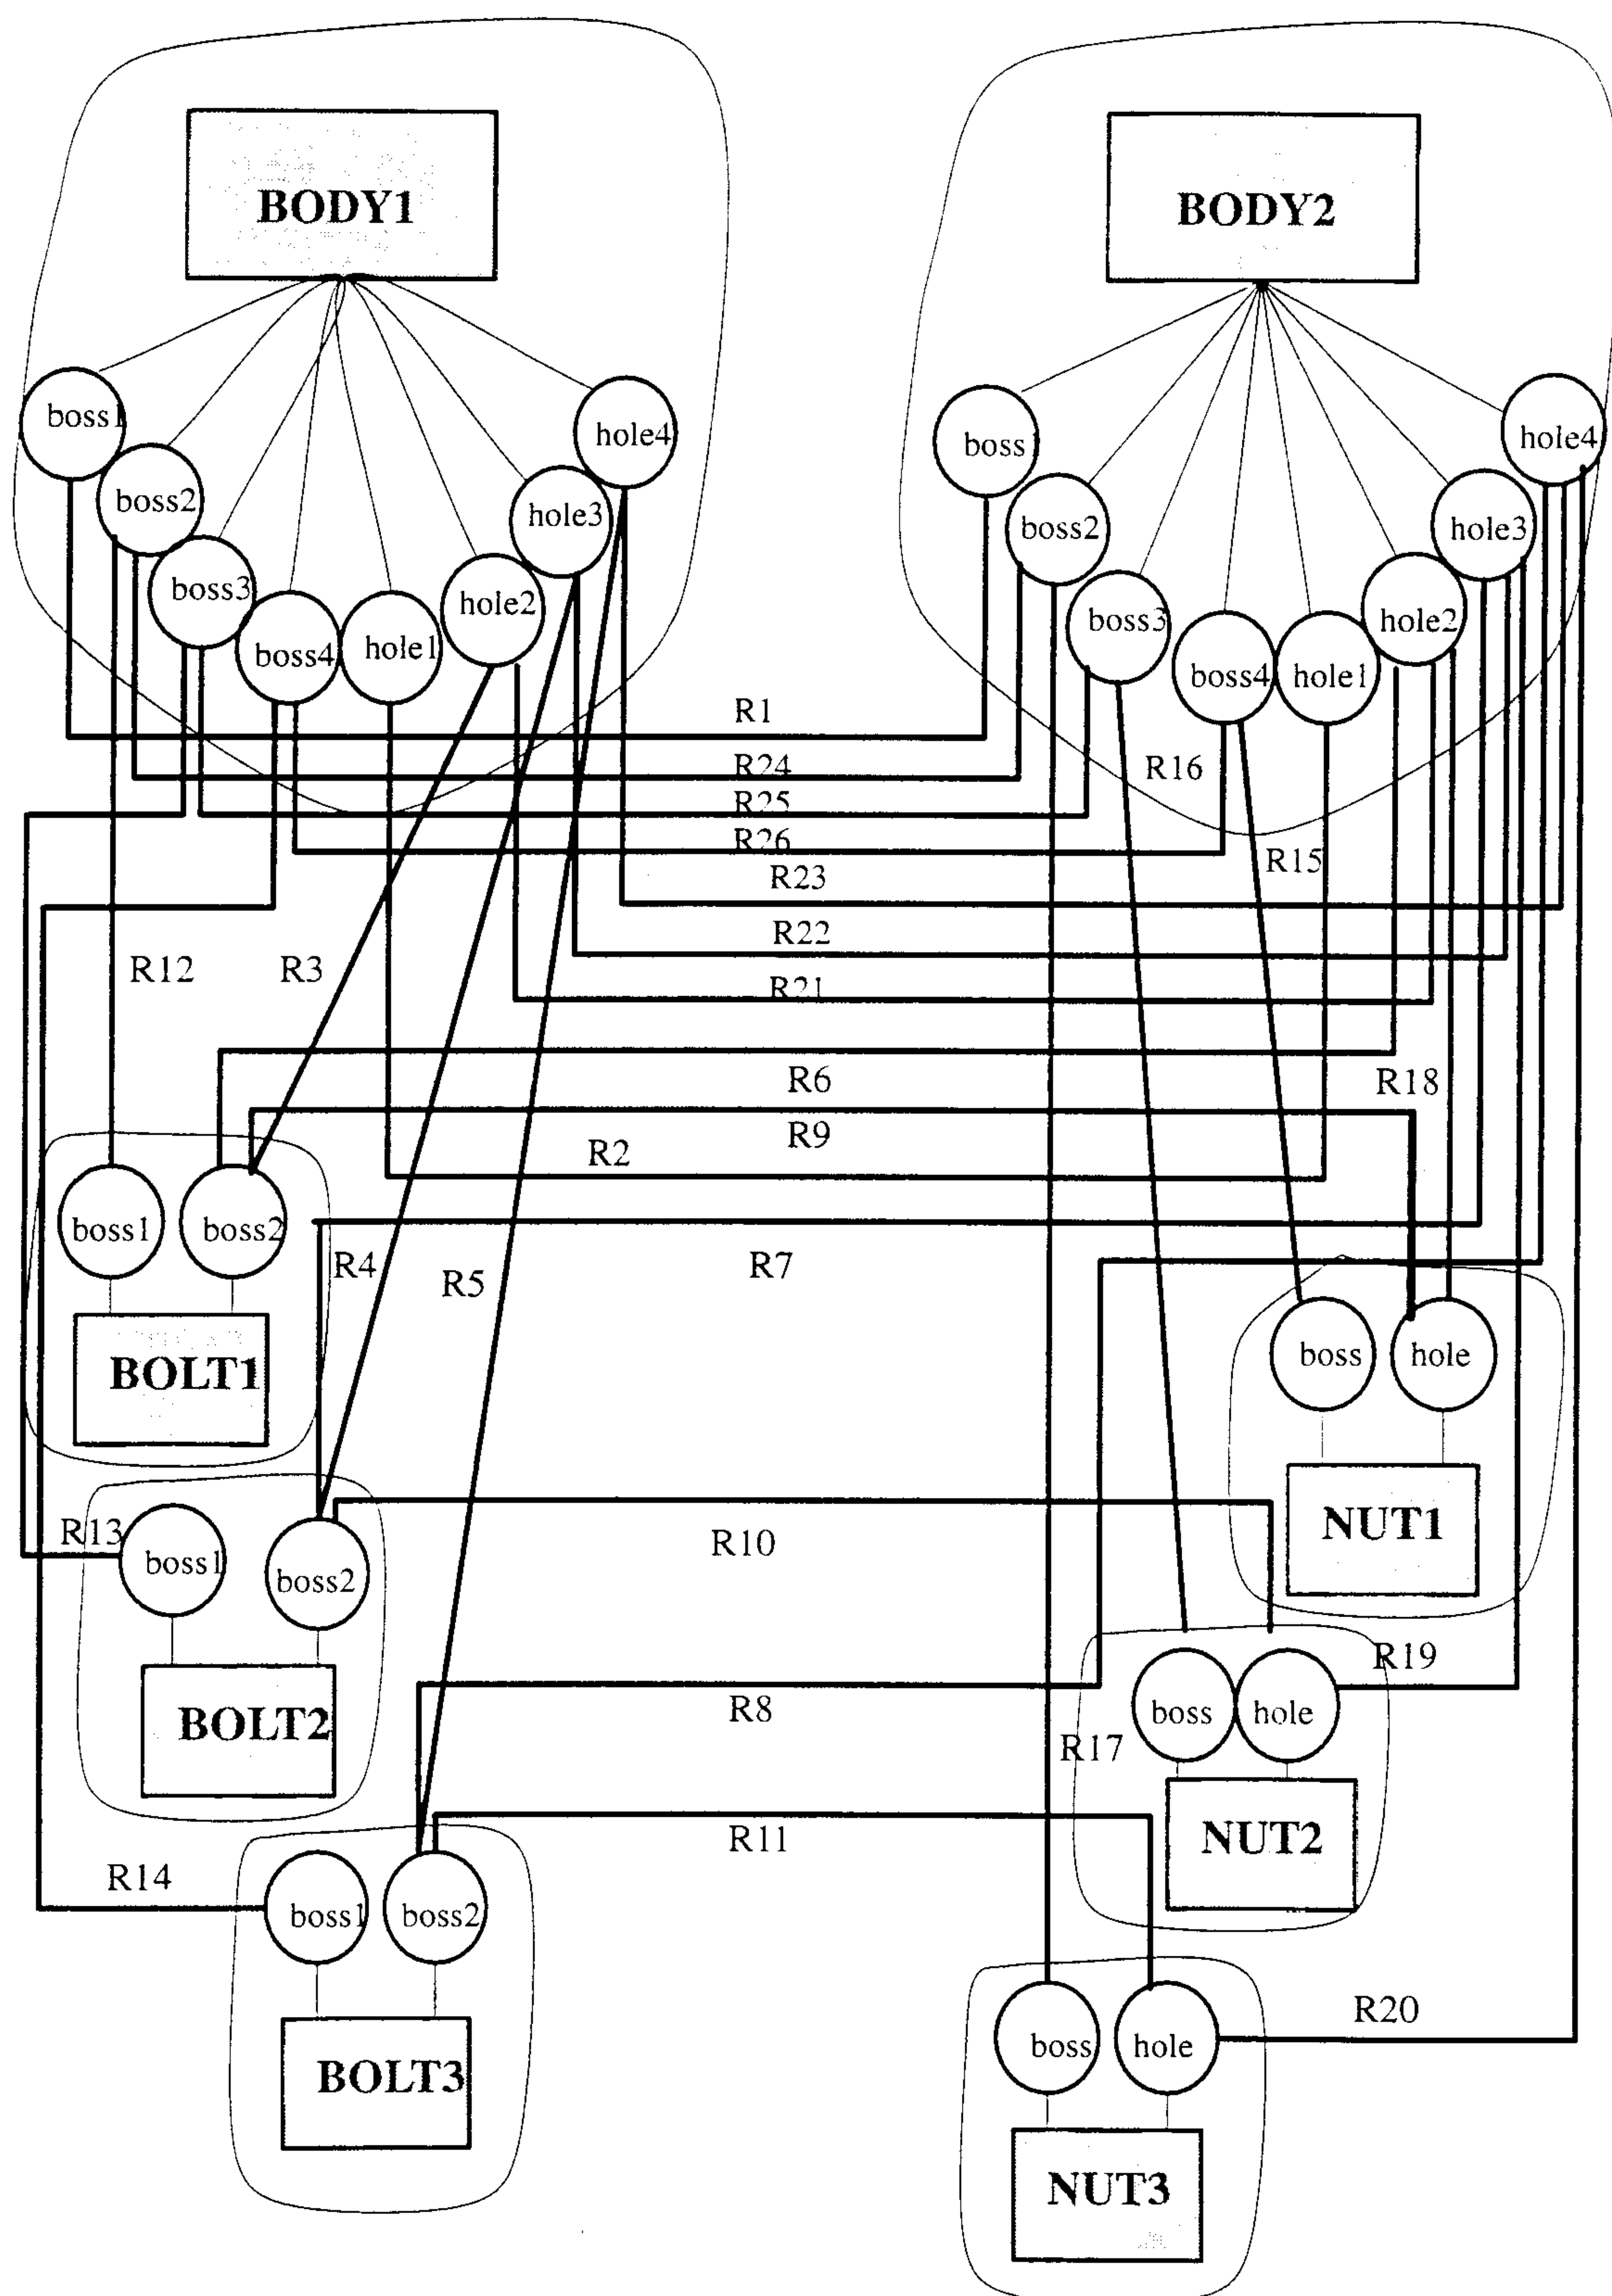 BODY1
BODY2
boss1
boss2
boss3
boss4
hole1
hole2
hole3
hole4
boss
boss2
boss3
boss4
hole1
hole2
hole3
hole4
R1
R24
R25
R26
R23
R22
R21
R16
R15
R12
R3
R6
R18
R9
R2
boss1
boss2
BOLT1
R4
R5
R7
boss
hole
NUT1
R13
boss1
boss2
BOLT2
R10
R8
R19
boss
hole
R17
NUT2
R11
R14
boss1
boss2
BOLT3
R20
boss
hole
NUT3